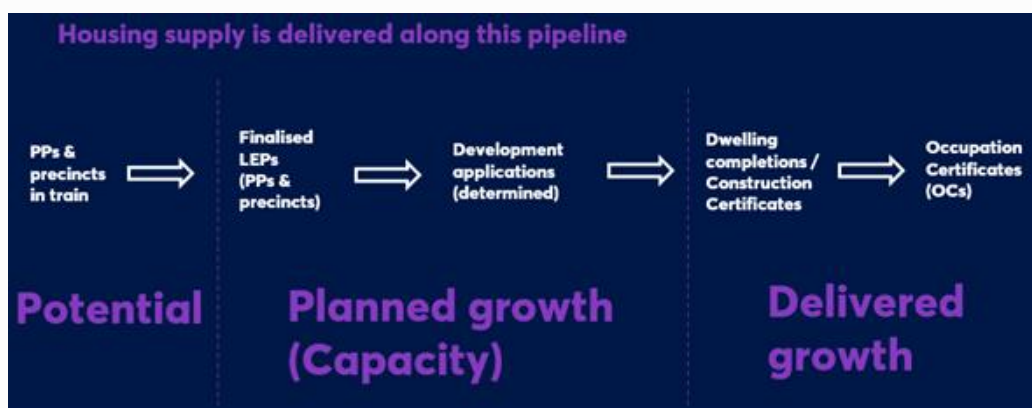 Housing supply is delivered along this pipeline
PPs &
precincts
in train
Finalised
LEPs
(PPs &
precincts)
Development
applications
(determined)
Dwelling
completions /
Construction
Certificates
Occupation
Certificates
(OCs)
Potential
Planned growth
(Capacity)
Delivered
growth